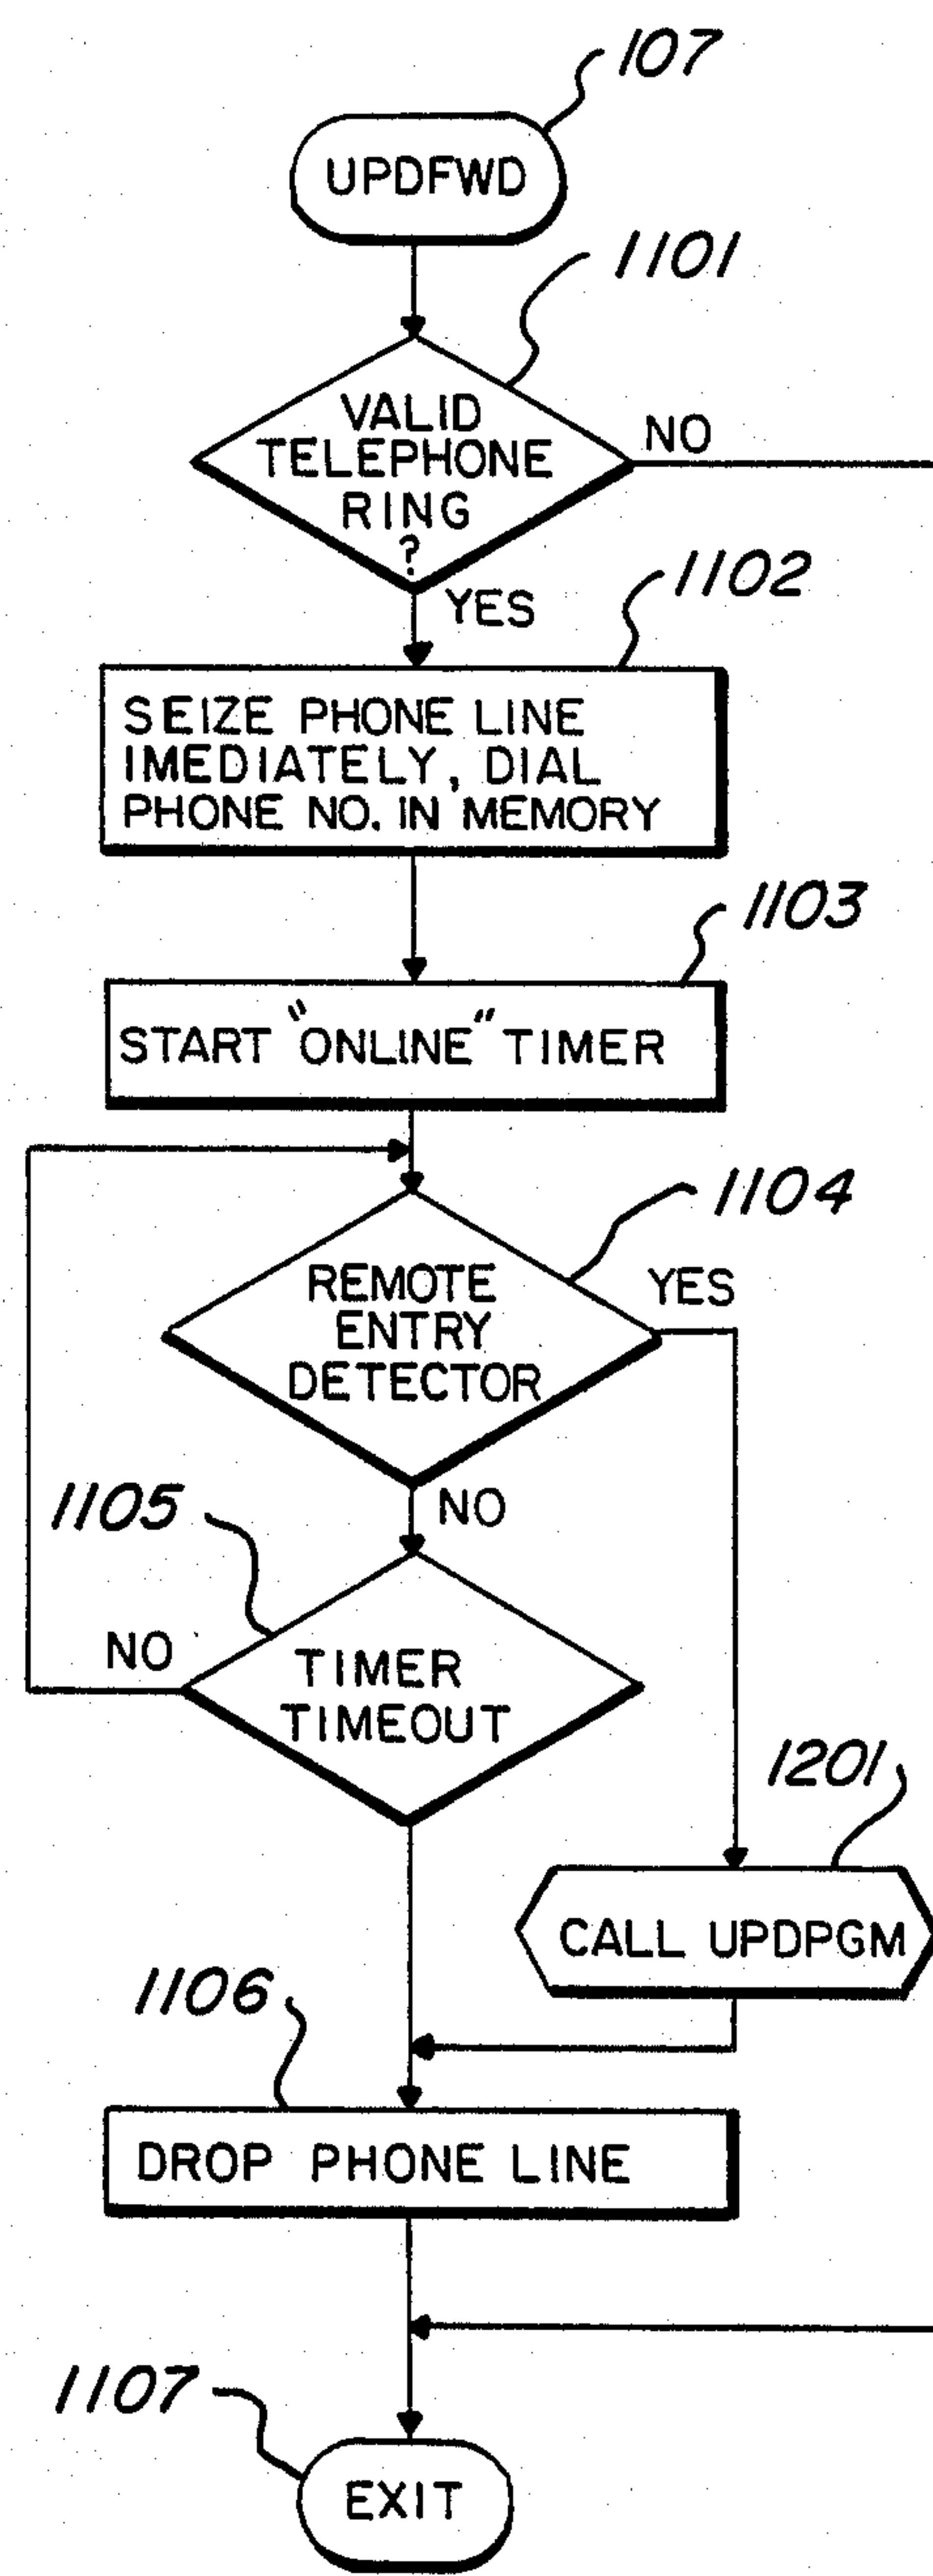 107
UPDFWD
1101
VALID
TELEPHONE
RING
?
NO
YES
1102
SEIZE PHONE LINE
IMEDIATELY, DIAL
PHONE NO. IN MEMORY
1103
START "ONLINE" TIMER
1104
REMOTE
ENTRY
DETECTOR
YES
NO
1105
NO
TIMER
TIMEOUT
1201
CALL UPDPGM
1106
DROP PHONE LINE
1107
EXIT